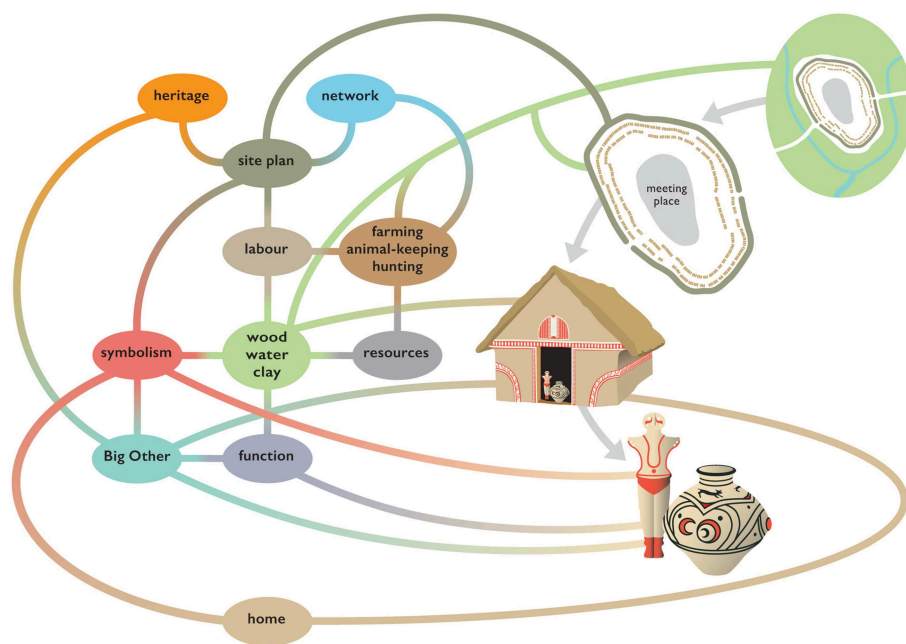 heritage
network
site plan
meeting
place
labour
farming
animal-keeping
hunting
symbolism
wood
water
clay
resources
Big Other
function
home